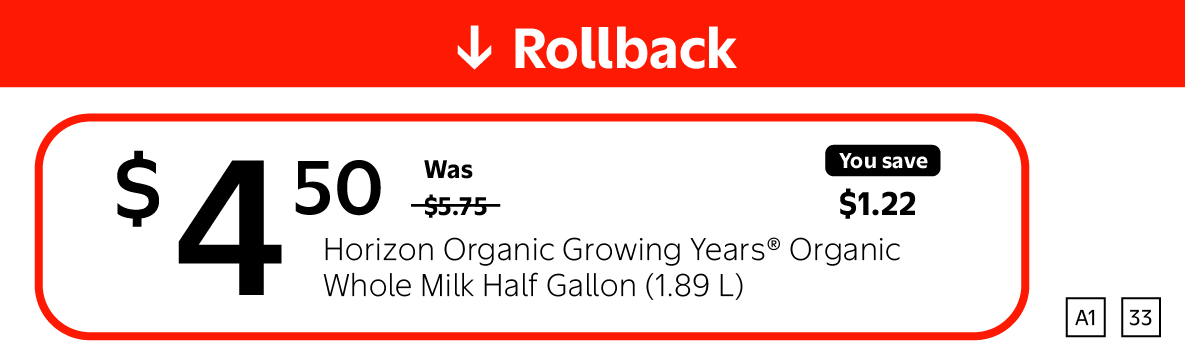 ↓ Rollback
$4 50
Was
$5.75
You save
$1.22
Horizon Organic Growing Years® Organic
Whole Milk Half Gallon (1.89 L)
A1 33